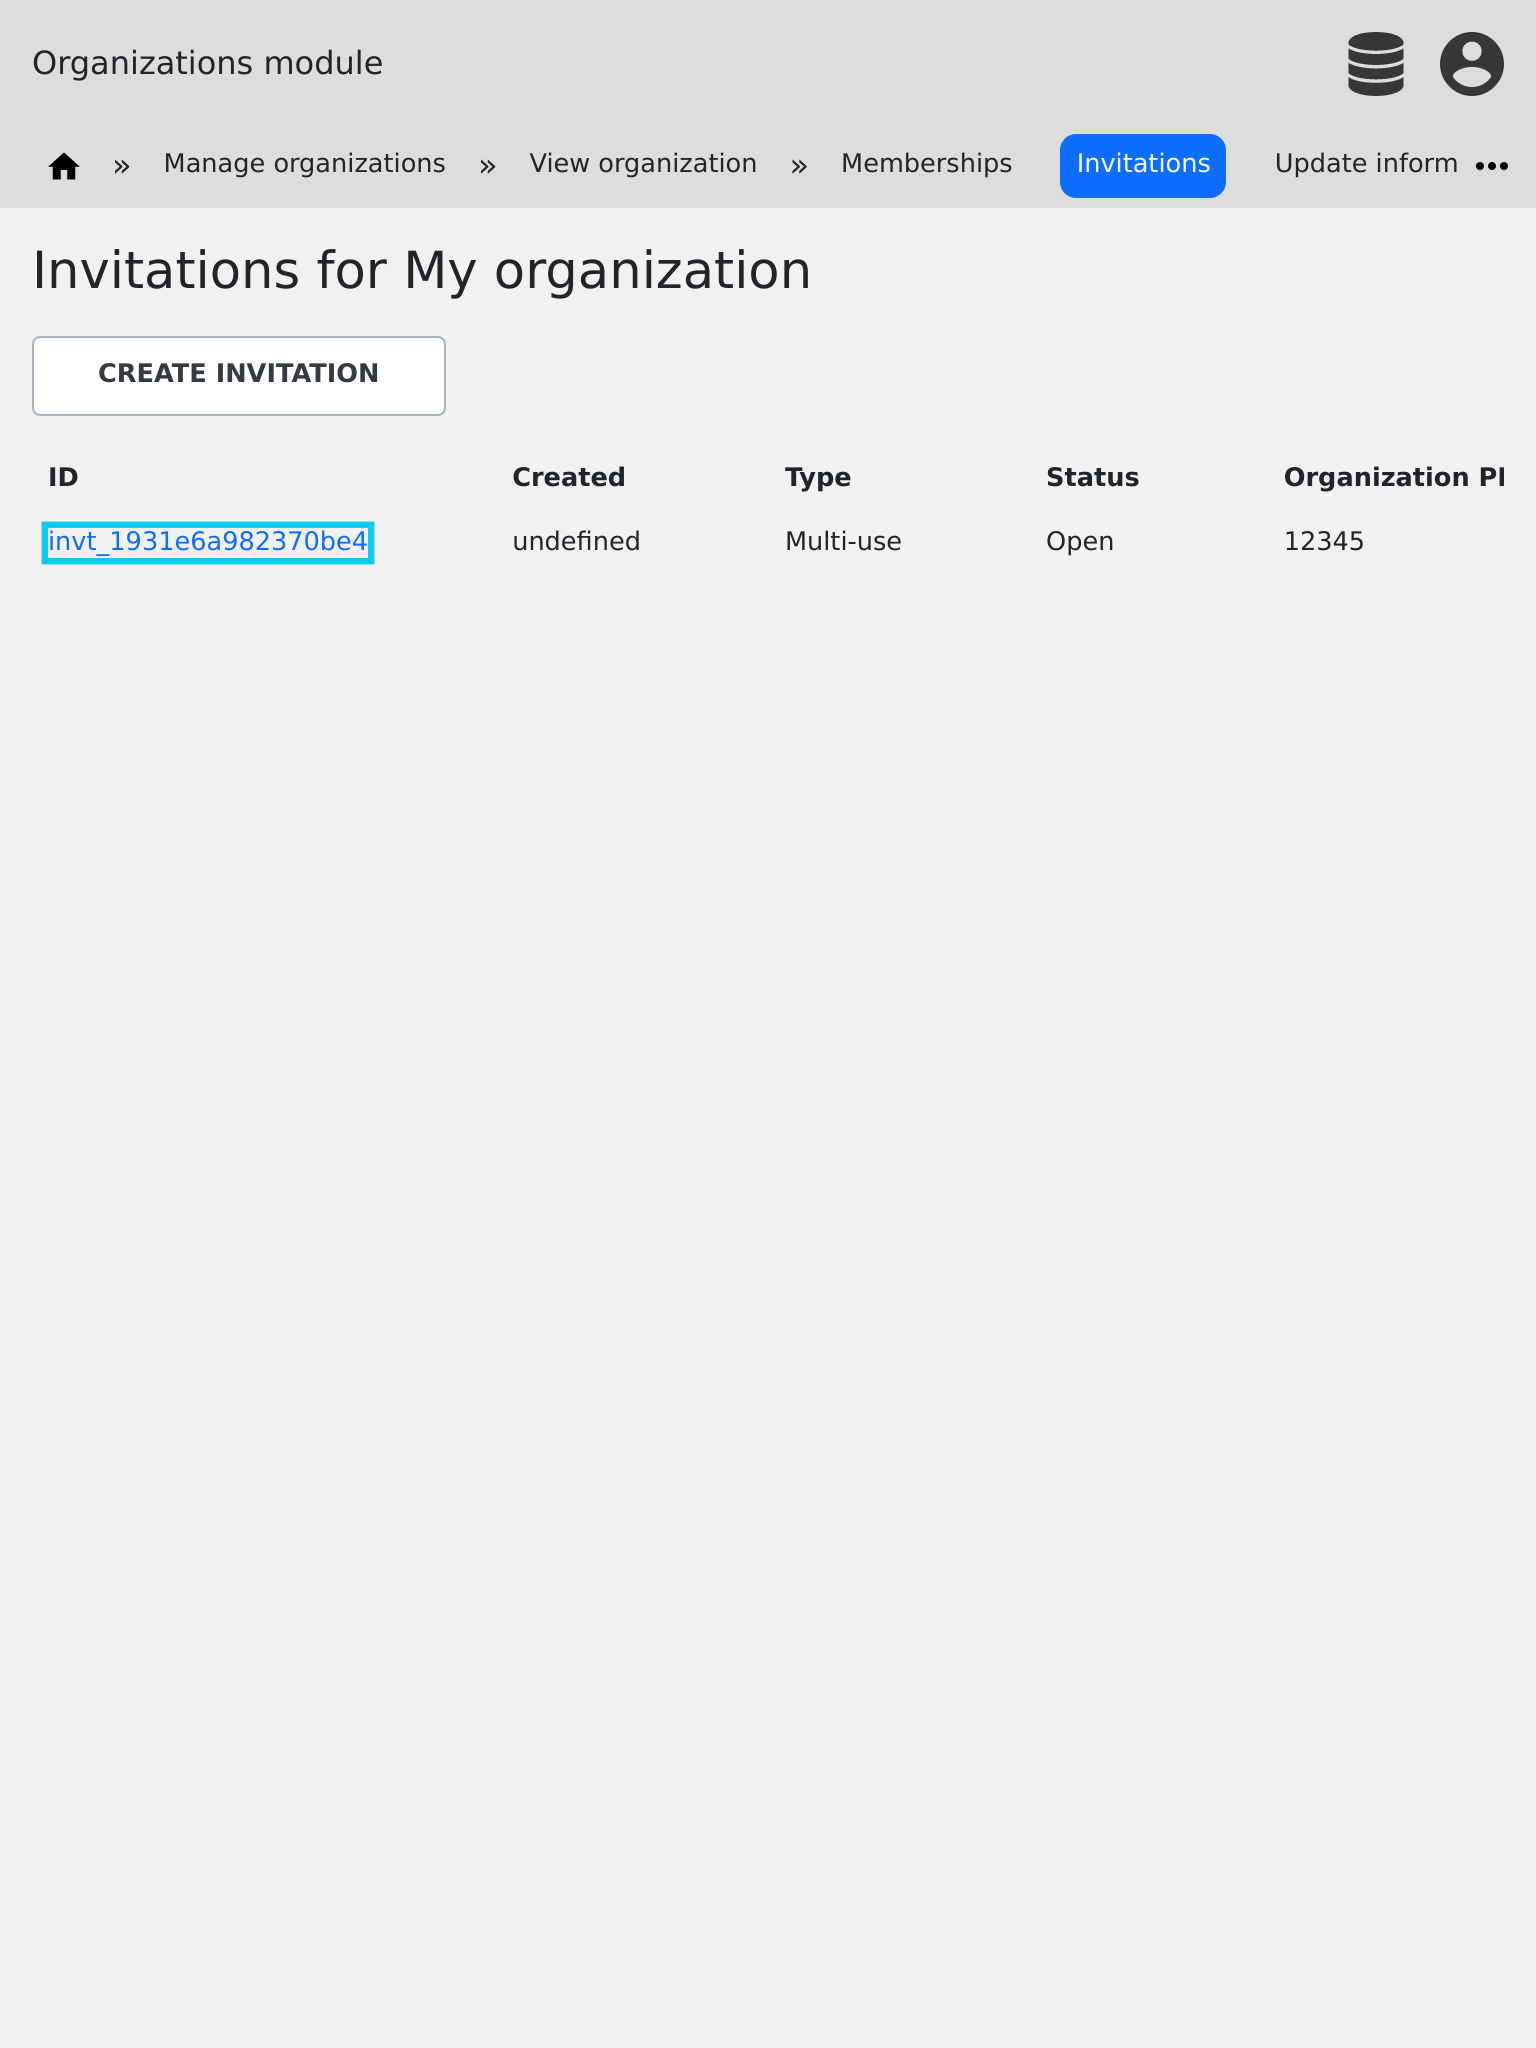 Organizations module
» Manage organizations » View organization » Memberships Invitations Update inform •••
Invitations for My organization
CREATE INVITATION
ID Created Type Status Organization PI
invt_1931e6a982370be4 undefined Multi-use Open 12345